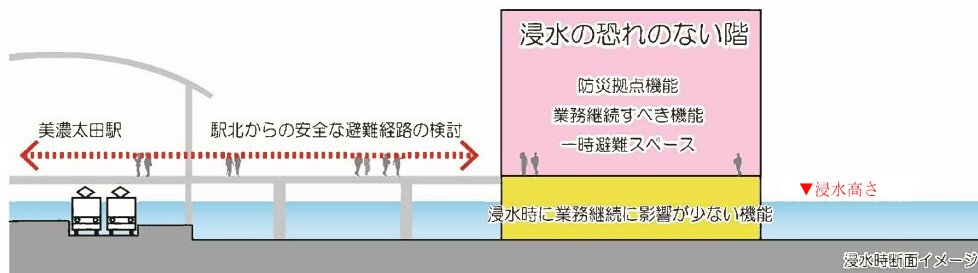 浸水の恐れのない階
防災拠点機能
業務継続すべき機能
一時避難スペース
美濃太田駅
駅北からの安全な避難経路の検討
▼浸水高さ
浸水時に業務継続に影響が少ない機能
浸水時断面イメージ